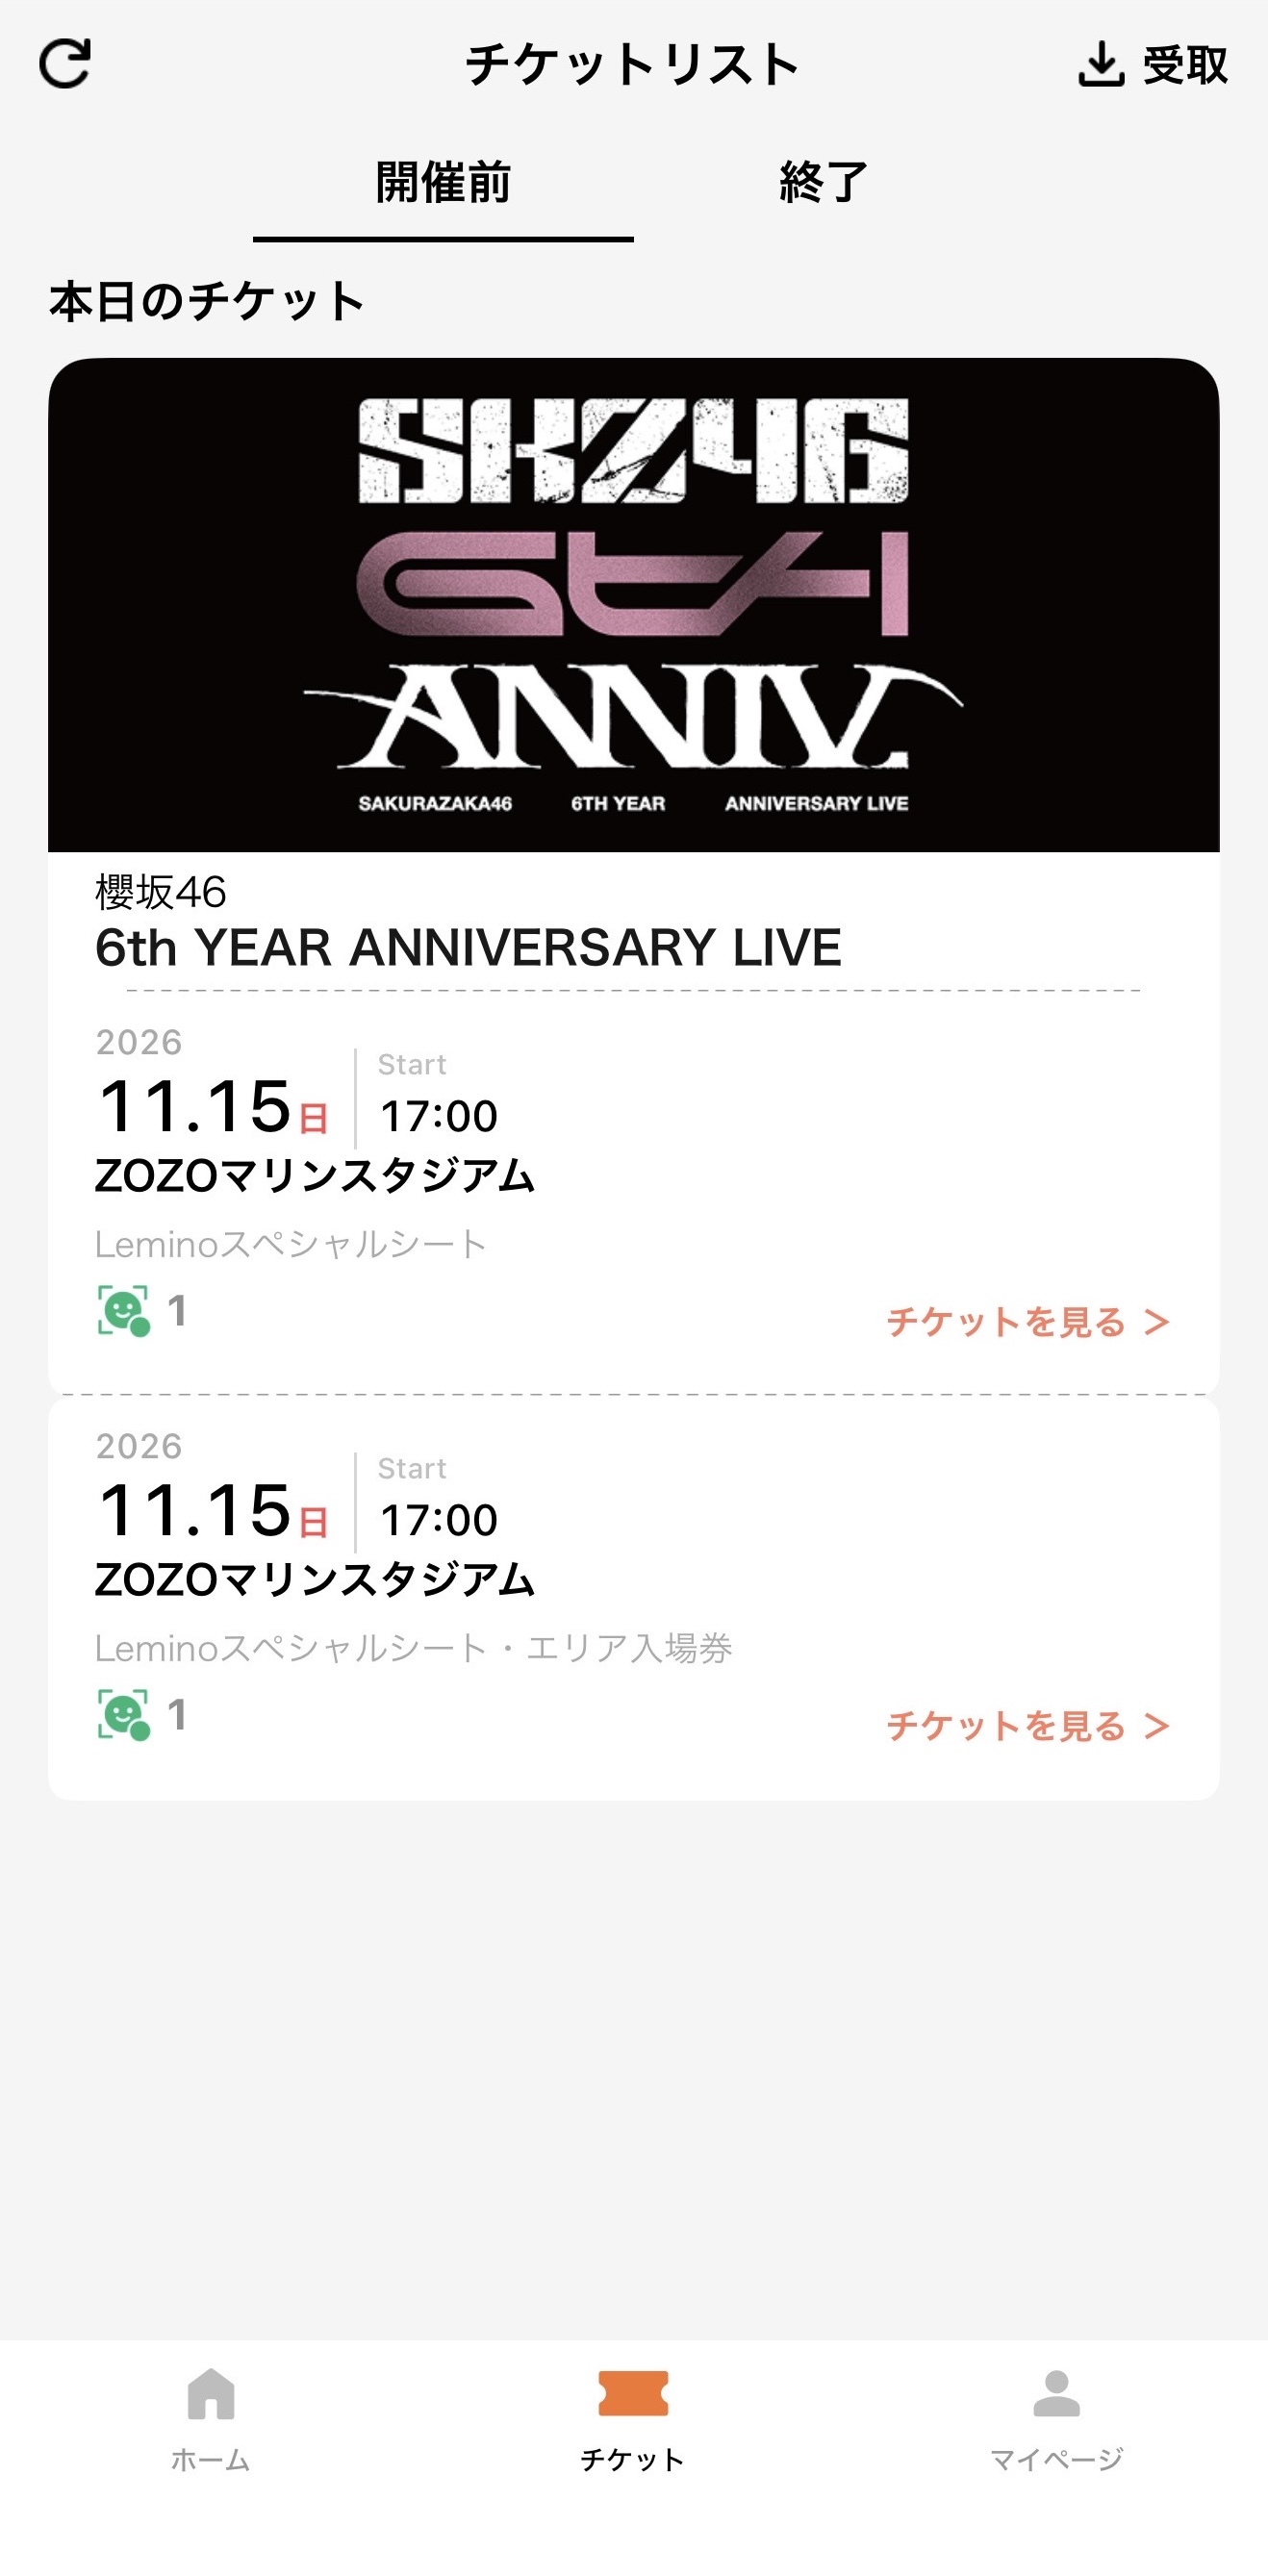 チケットリスト
受取
開催前
終了
本日のチケット
SKZ46
6th
ANNIV.
SAKURAZAKA46 6TH YEAR ANNIVERSARY LIVE
櫻坂46
6th YEAR ANNIVERSARY LIVE
2026
11.15日
Start
17:00
ZOZOマリンスタジアム
Leminoスペシャルシート
1
チケットを見る >
2026
11.15日
Start
17:00
ZOZOマリンスタジアム
Leminoスペシャルシート・エリア入場券
1
チケットを見る >
ホーム
チケット
マイページ